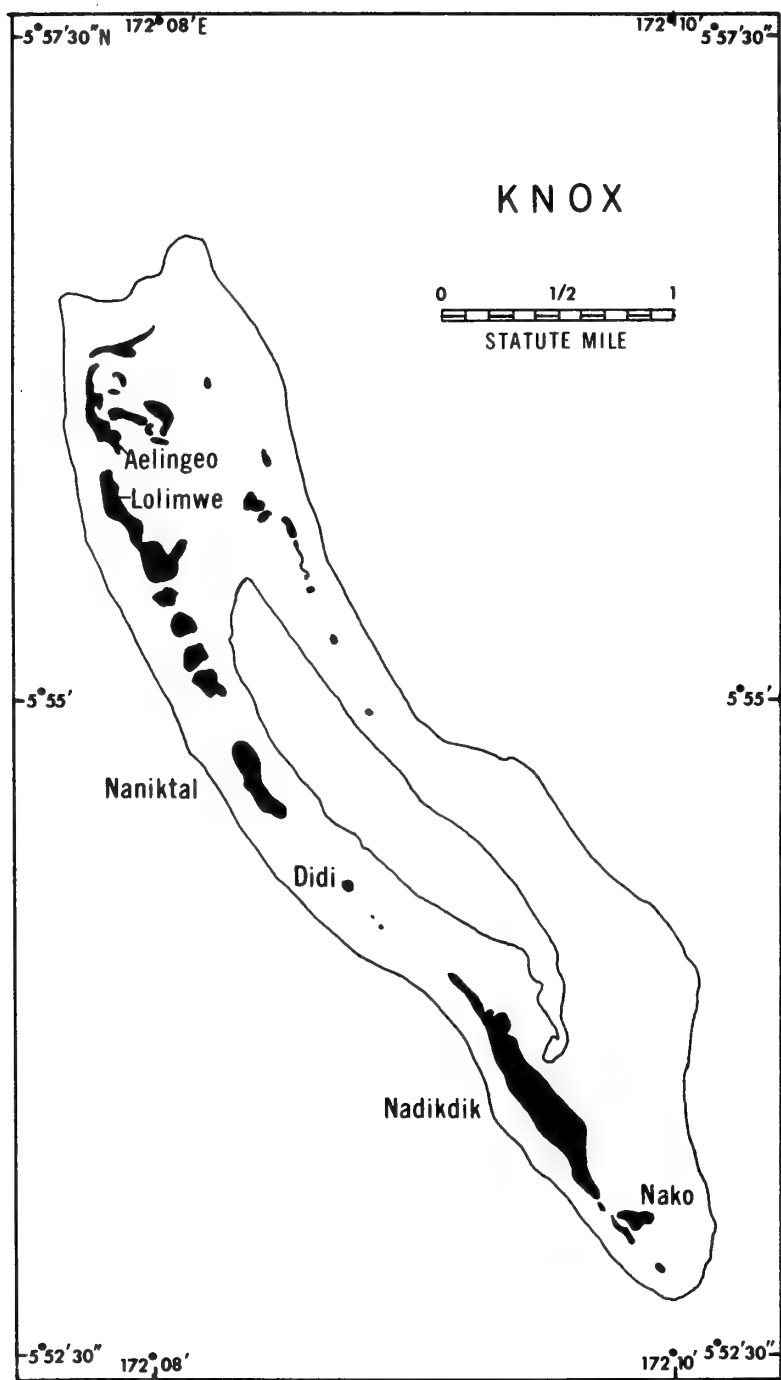 172°08'E 172°10'
5°57'30"N 5°57'30"
KNOX
0 1/2 1
STATUTE MILE
Aelingeo
Lolimwe
5°55' 5°55'
Naniktal
Didi
Nadikdik
Nako
5°52'30" 172°08' 172°10' 5°52'30"